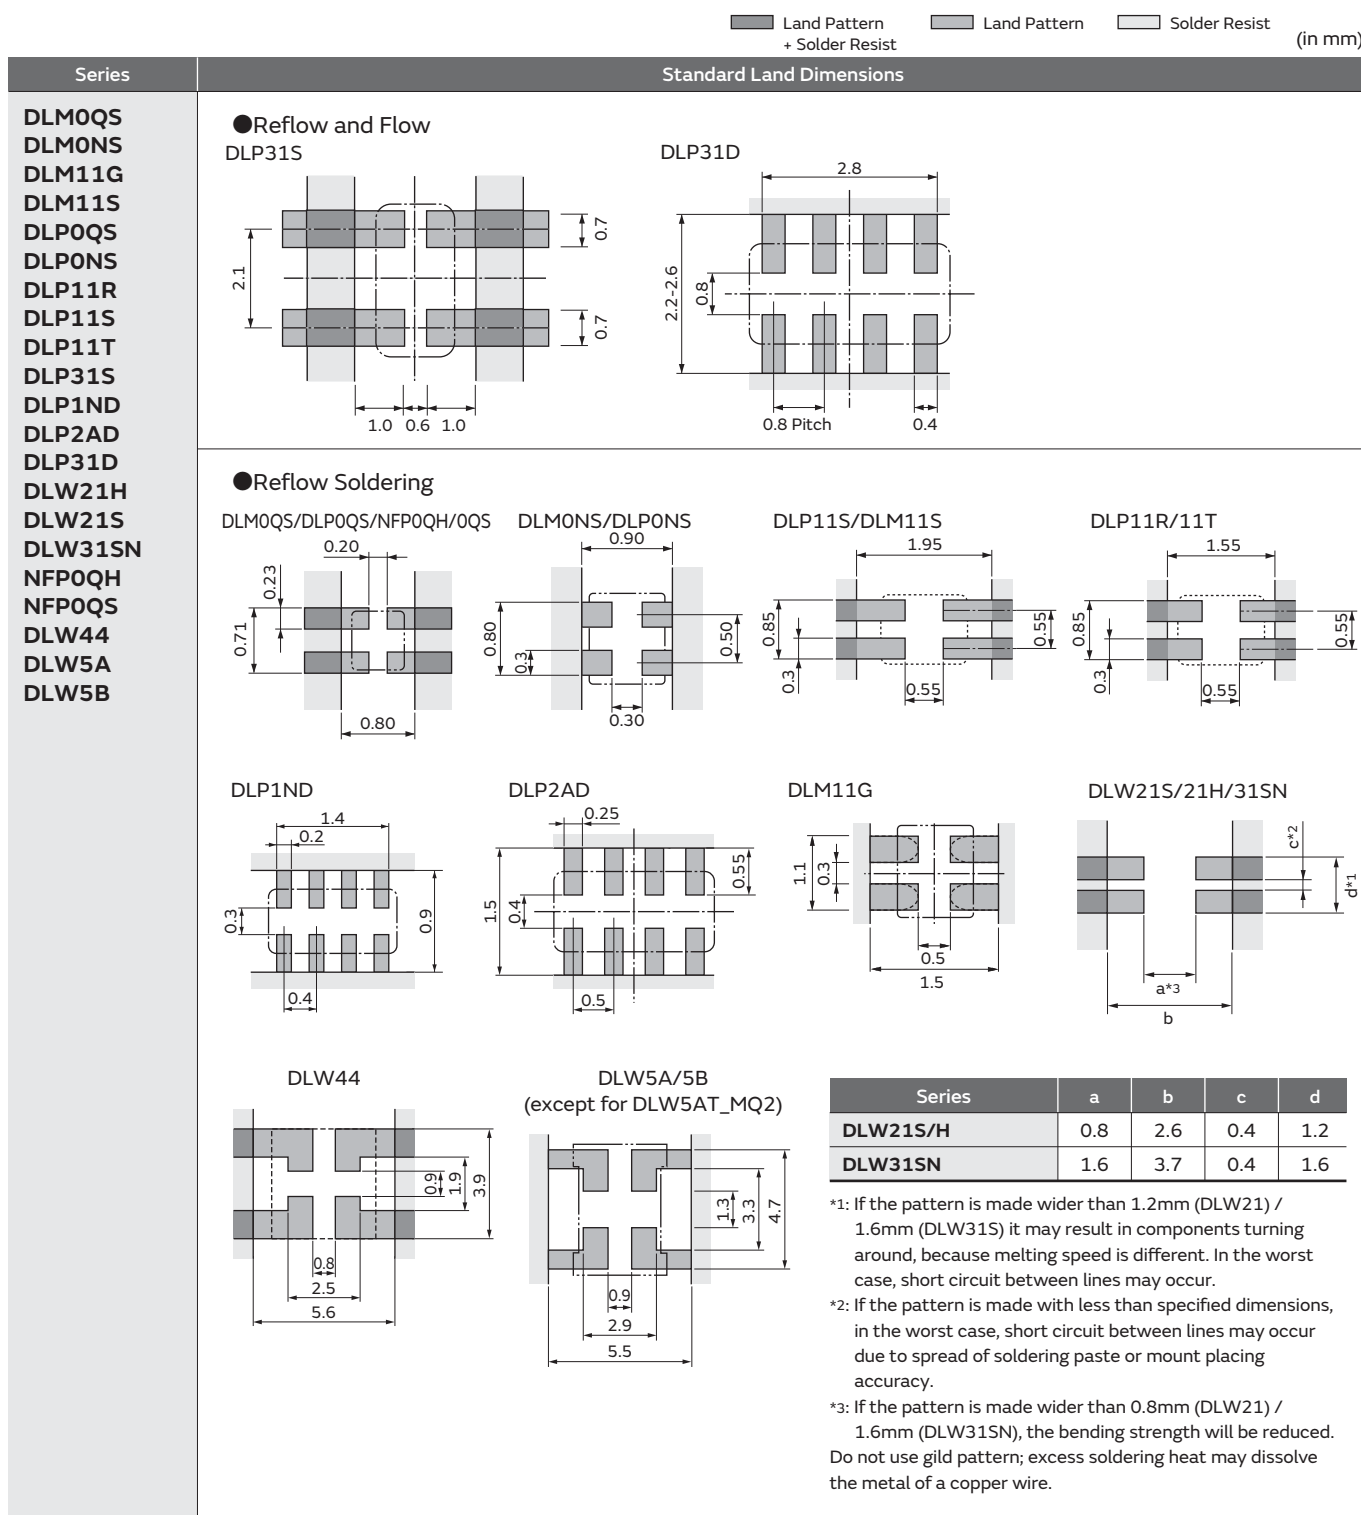 Land Pattern
+ Solder Resist
Land Pattern
Solder Resist
(in mm)
Series
Standard Land Dimensions
DLM0QS
DLM0NS
DLM11G
DLM11S
DLP0QS
DLP0NS
DLP11R
DLP11S
DLP11T
DLP31S
DLP1ND
DLP2AD
DLP31D
DLW21H
DLW21S
DLW31SN
NFP0QH
NFP0QS
DLW44
DLW5A
DLW5B
●Reflow and Flow
DLP31S
2.1
0.7
0.7
1.0 0.6 1.0
DLP31D
2.8
2.2-2.6
0.8
0.8 Pitch
0.4
●Reflow Soldering
DLM0QS/DLP0QS/NFP0QH/0QS
0.20
0.23
0.71
0.80
DLM0NS/DLP0NS
0.90
0.80
0.3
0.50
0.30
DLP11S/DLM11S
1.95
0.85
0.3
0.55
0.55
DLP11R/11T
1.55
0.85
0.3
0.55
0.55
DLP1ND
1.4
0.2
0.3
0.9
0.4
DLP2AD
0.25
1.5
0.4
0.55
0.5
DLM11G
1.1
0.3
0.5
1.5
DLW21S/21H/31SN
c*2
d*1
a*3
b
DLW44
0.9
1.9
3.9
0.8
2.5
5.6
DLW5A/5B
(except for DLW5AT_MQ2)
1.3
3.3
4.7
0.9
2.9
5.5
Series a b c d
DLW21S/H 0.8 2.6 0.4 1.2
DLW31SN 1.6 3.7 0.4 1.6
*1: If the pattern is made wider than 1.2mm (DLW21) /
1.6mm (DLW31S) it may result in components turning
around, because melting speed is different. In the worst
case, short circuit between lines may occur.
*2: If the pattern is made with less than specified dimensions,
in the worst case, short circuit between lines may occur
due to spread of soldering paste or mount placing
accuracy.
*3: If the pattern is made wider than 0.8mm (DLW21) /
1.6mm (DLW31SN), the bending strength will be reduced.
Do not use gild pattern; excess soldering heat may dissolve
the metal of a copper wire.